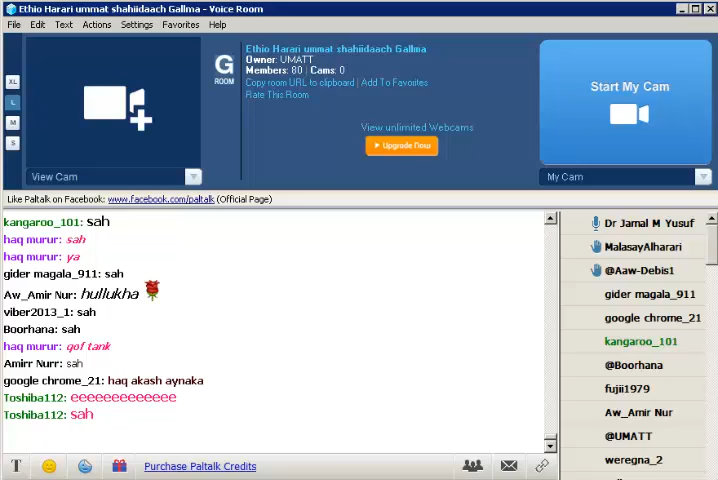 Ethio Harari ummat shahiidaach Gallma - Voice Room
File Edit Text Actions Settings Favorites Help
XL
L
M
S
View Cam
G
ROOM
Ethio Harari ummat shahiidaach Gallma
Owner: UMATT
Members: 80 | Cams: 0
Copy room URL to clipboard | Add To Favorites
Rate This Room
View unlimited Webcams
Upgrade Now
Start My Cam
My Cam
Like Paltalk on Facebook: www.facebook.com/paltalk (Official Page)
kangaroo_101: sah
haq murur: sah
haq murur: ya
gider magala_911: sah
Aw_Amir Nur: hullukha
viber2013_1: sah
Boorhana: sah
haq murur: qof tank
Amirr Nurr: sah
google chrome_21: haq akash aynaka
Toshiba112: eeeeeeeeeeeee
Toshiba112: sah
T
Purchase Paltalk Credits
Dr Jamal M Yusuf
MalasayAlharari
@Aaw-Debis1
gider magala_911
google chrome_21
kangaroo_101
@Boorhana
fujii1979
Aw_Amir Nur
@UMATT
weregna_2